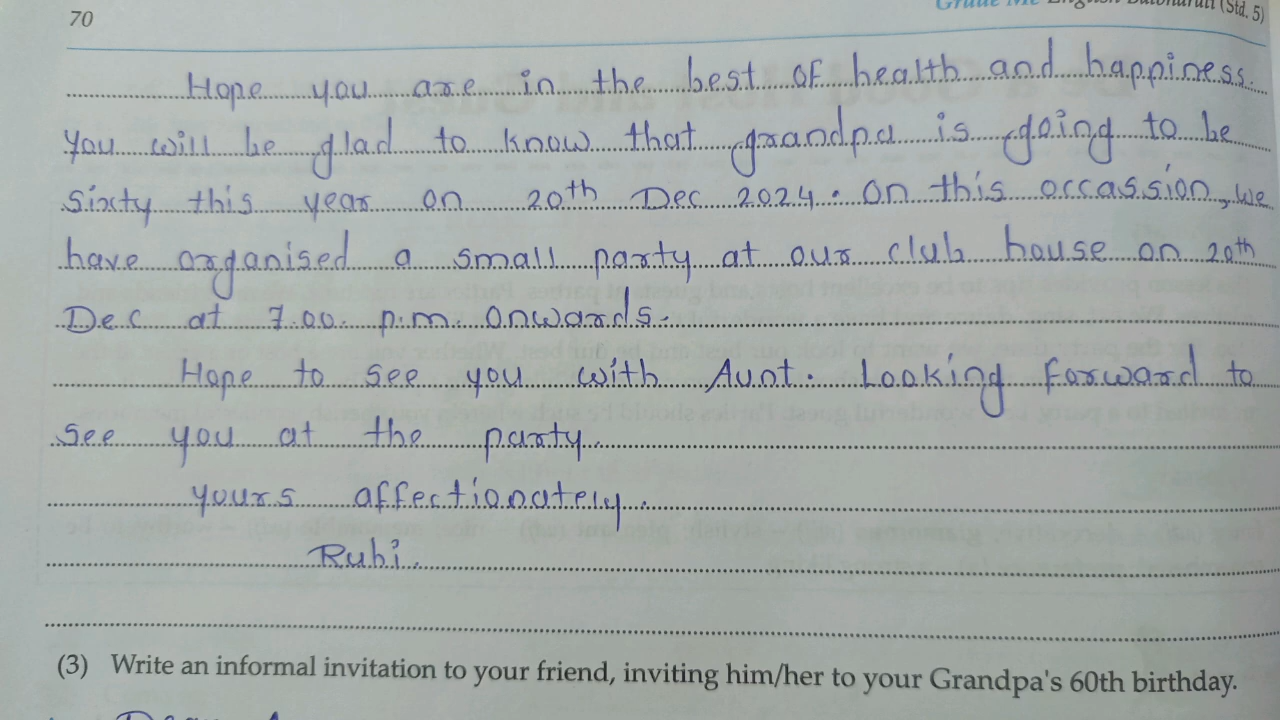 70
(Std. 5)
Hope you are in the best of health and happiness.
You will be glad to know that grandpa is going to be
sixty this year on 20th Dec 2024. On this occassion, we
have organised a small party at our club house on 20th
Dec at 7.00. p.m. onwards.
Hope to see you with Aunt. Looking forward to
see you at the party.
yours affectionately.
Rubi.
(3) Write an informal invitation to your friend, inviting him/her to your Grandpa's 60th birthday.